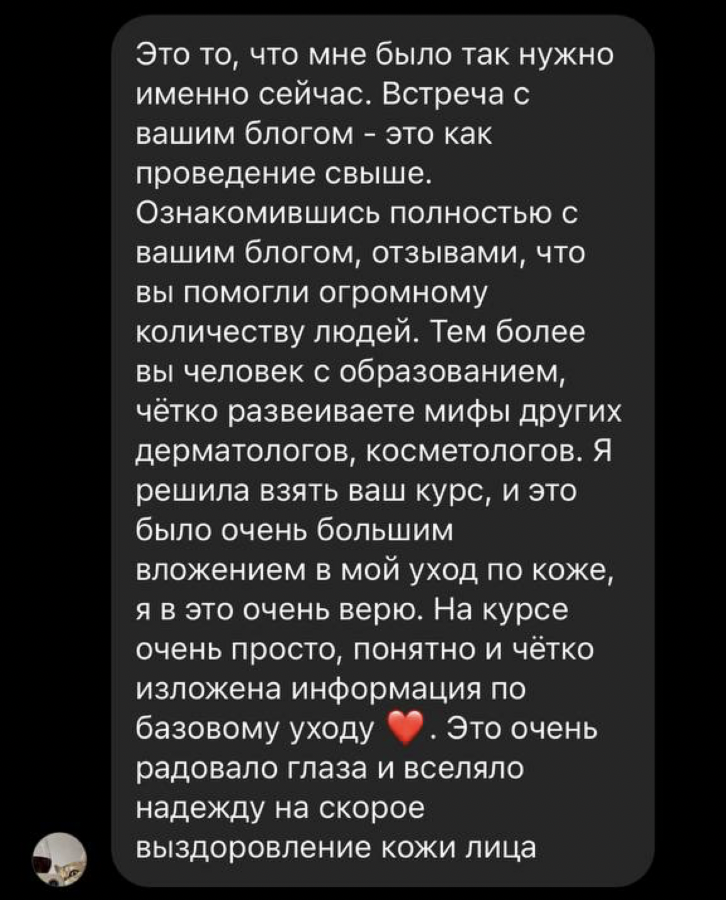 Это то, что мне было так нужно
именно сейчас. Встреча с
вашим блогом - это как
проведение свыше.
Ознакомившись полностью с
вашим блогом, отзывами, что
вы помогли огромному
количеству людей. Тем более
вы человек с образованием,
чётко развеиваете мифы других
дерматологов, косметологов. Я
решила взять ваш курс, и это
было очень большим
вложением в мой уход по коже,
я в это очень верю. На курсе
очень просто, понятно и чётко
изложена информация по
базовому уходу ❤️. Это очень
радовало глаза и вселяло
надежду на скорое
выздоровление кожи лица